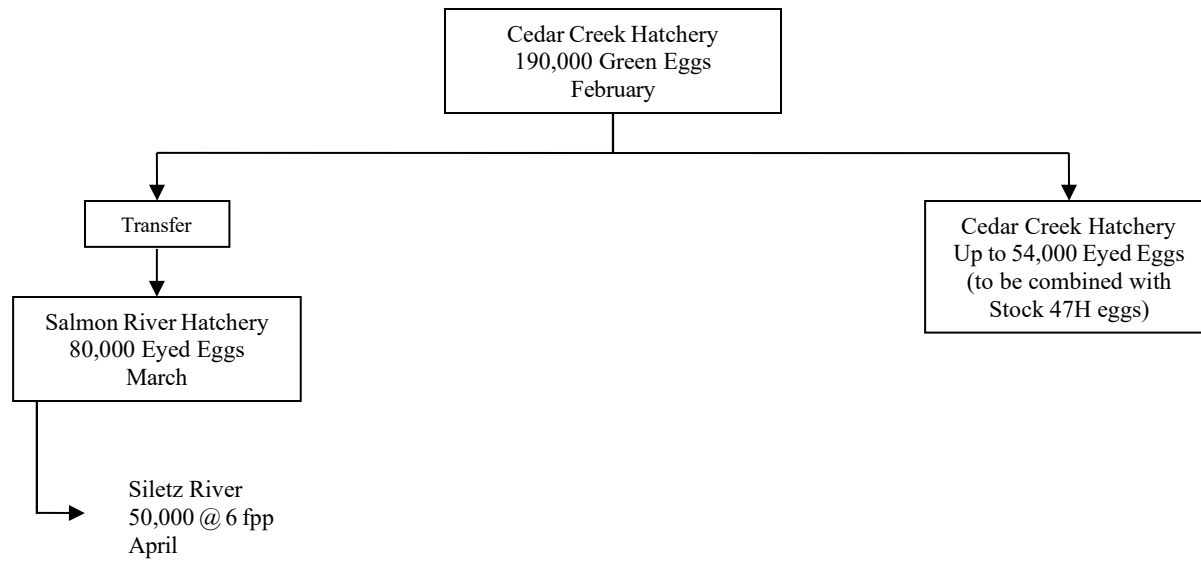 Cedar Creek Hatchery
190,000 Green Eggs
February
Transfer
Cedar Creek Hatchery
Up to 54,000 Eyed Eggs
(to be combined with
Stock 47H eggs)
Salmon River Hatchery
80,000 Eyed Eggs
March
Siletz River
50,000 @ 6 fpp
April